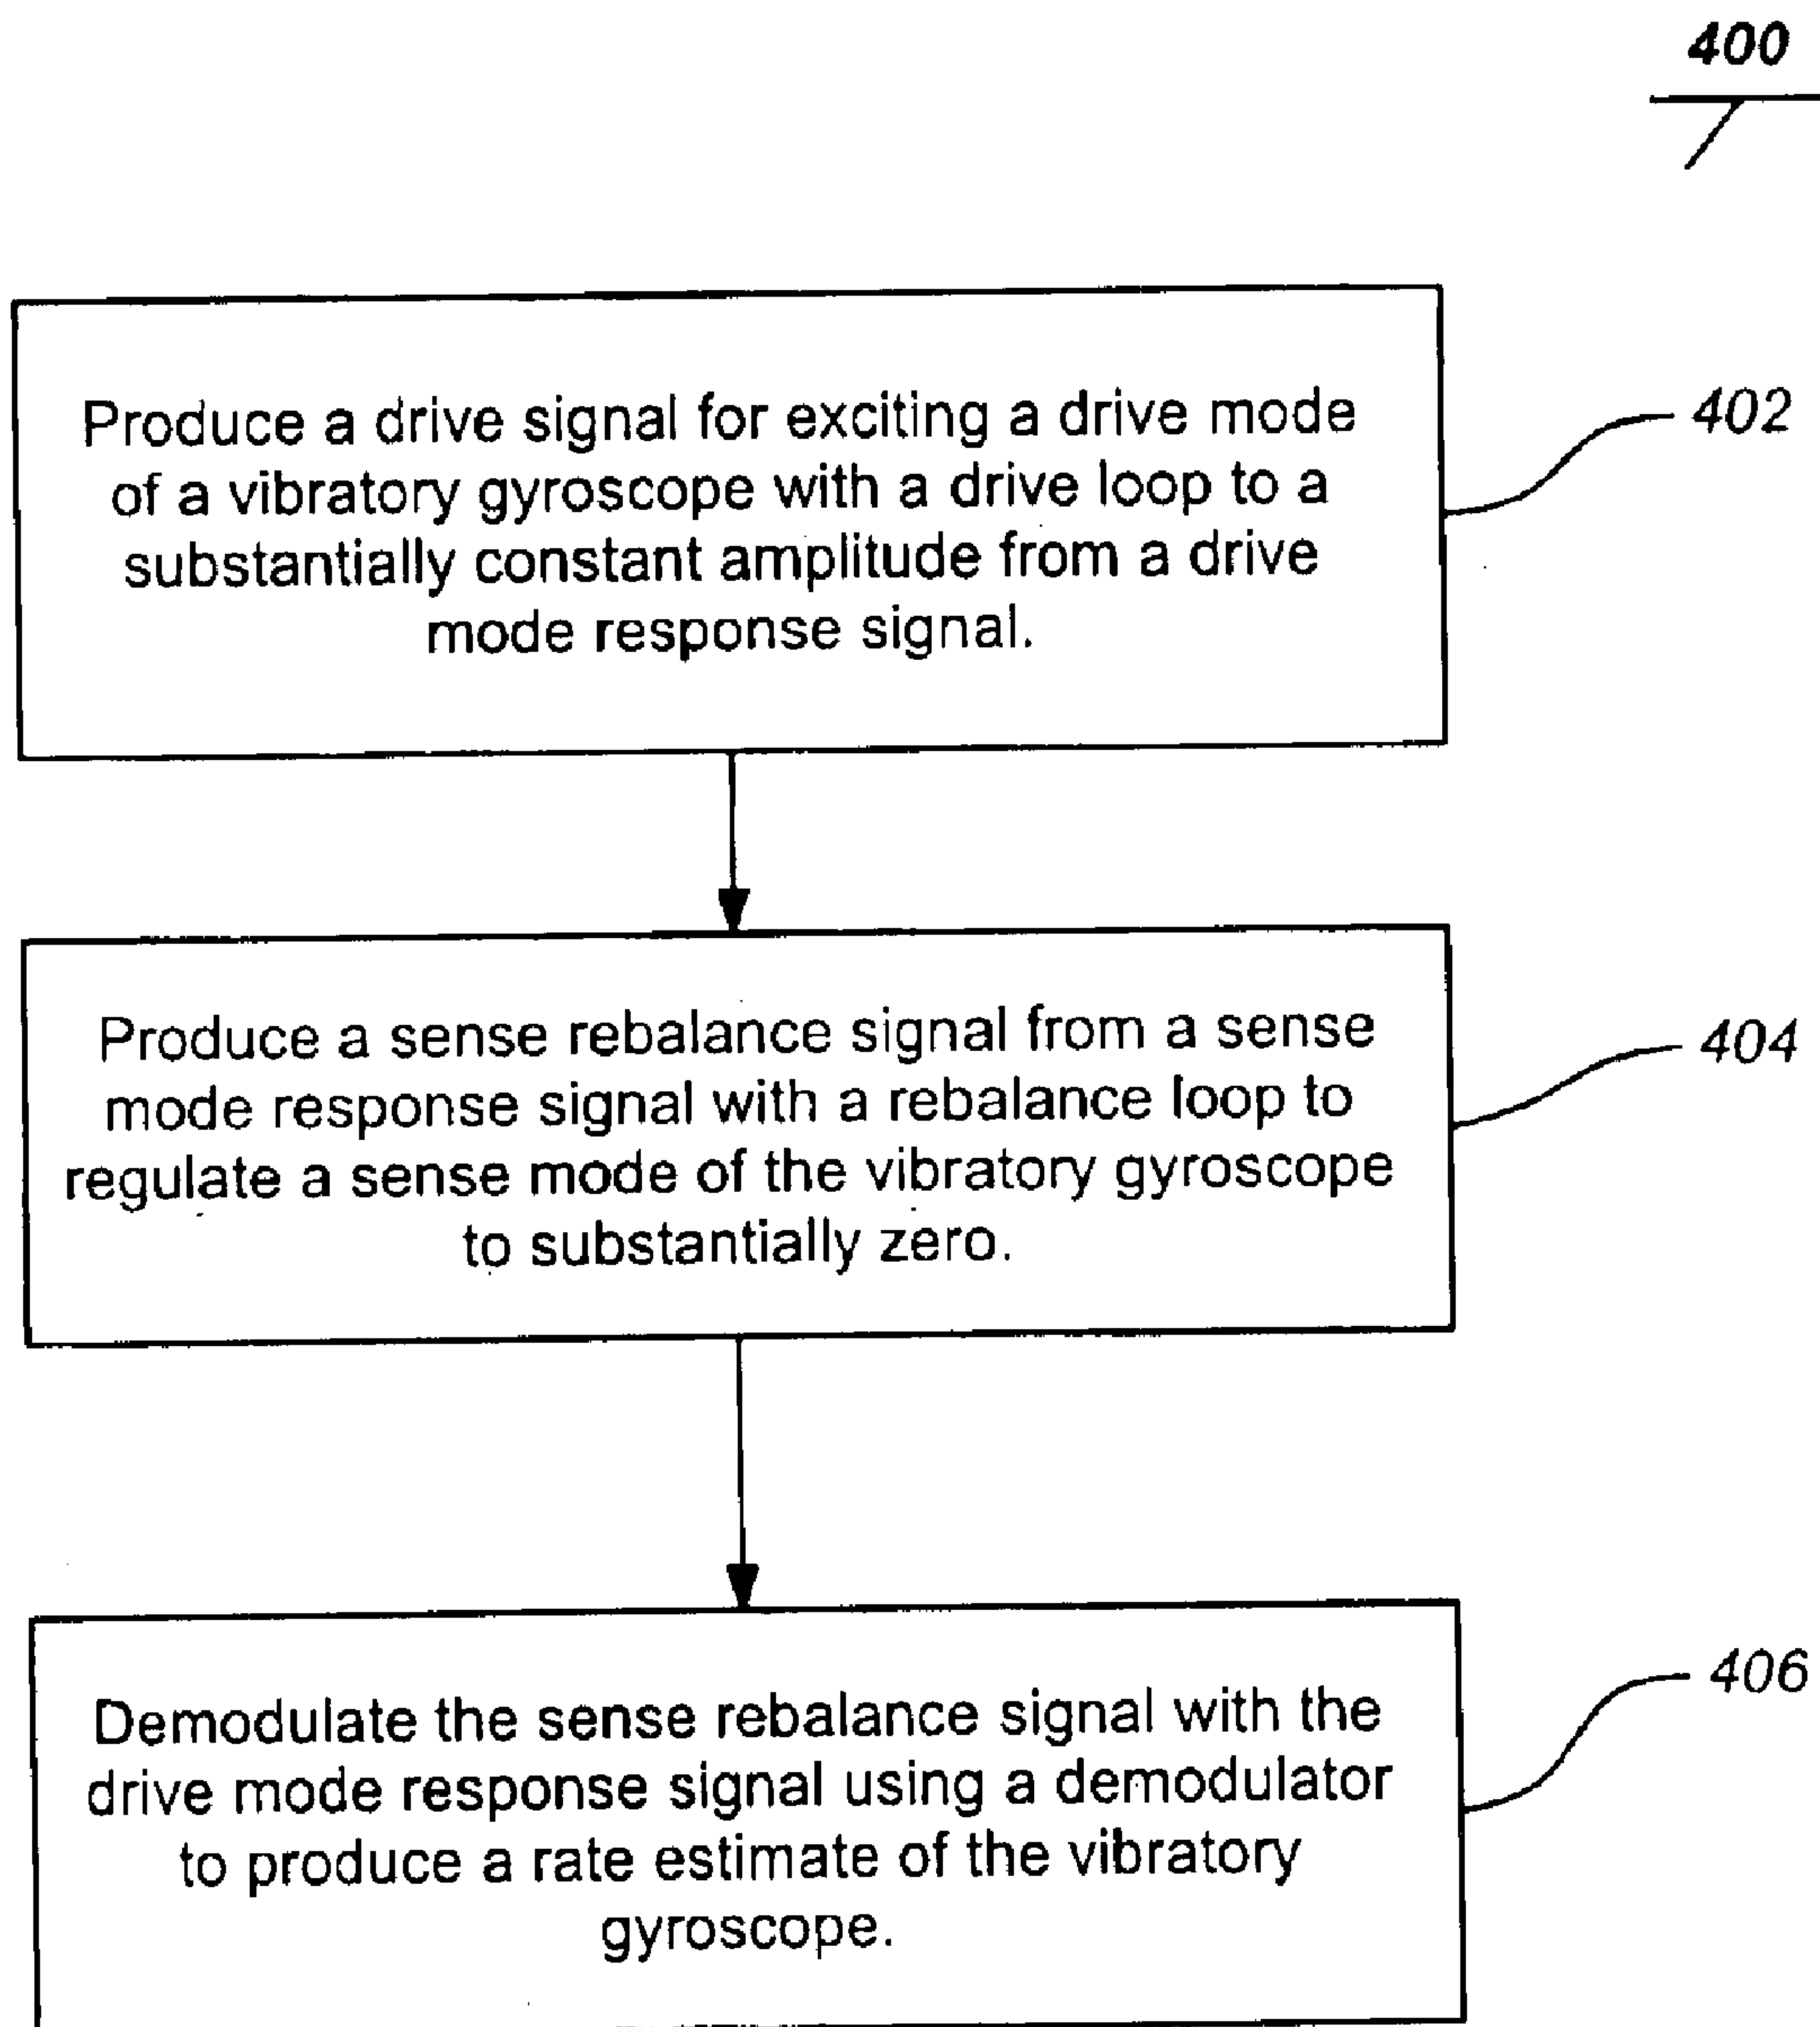 400
Produce a drive signal for exciting a drive mode
of a vibratory gyroscope with a drive loop to a
substantially constant amplitude from a drive
mode response signal.
402
Produce a sense rebalance signal from a sense
mode response signal with a rebalance loop to
regulate a sense mode of the vibratory gyroscope
to substantially zero.
404
Demodulate the sense rebalance signal with the
drive mode response signal using a demodulator
to produce a rate estimate of the vibratory
gyroscope.
406